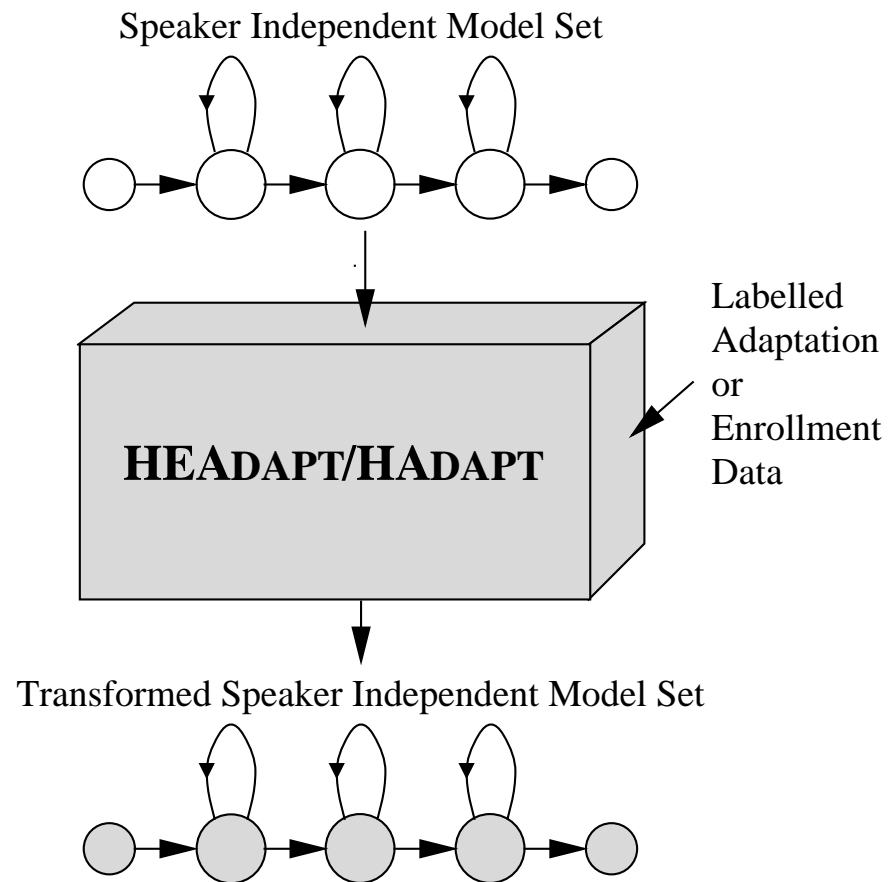 Speaker Independent Model Set
Labelled
Adaptation
or
Enrollment
Data
HEADAPT/HADAPT
Transformed Speaker Independent Model Set